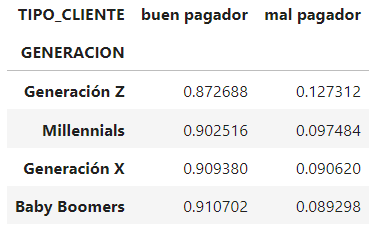 TIPO_CLIENTE buen pagador mal pagador
GENERACION
Generación Z 0.872688 0.127312
Millennials 0.902516 0.097484
Generación X 0.909380 0.090620
Baby Boomers 0.910702 0.089298